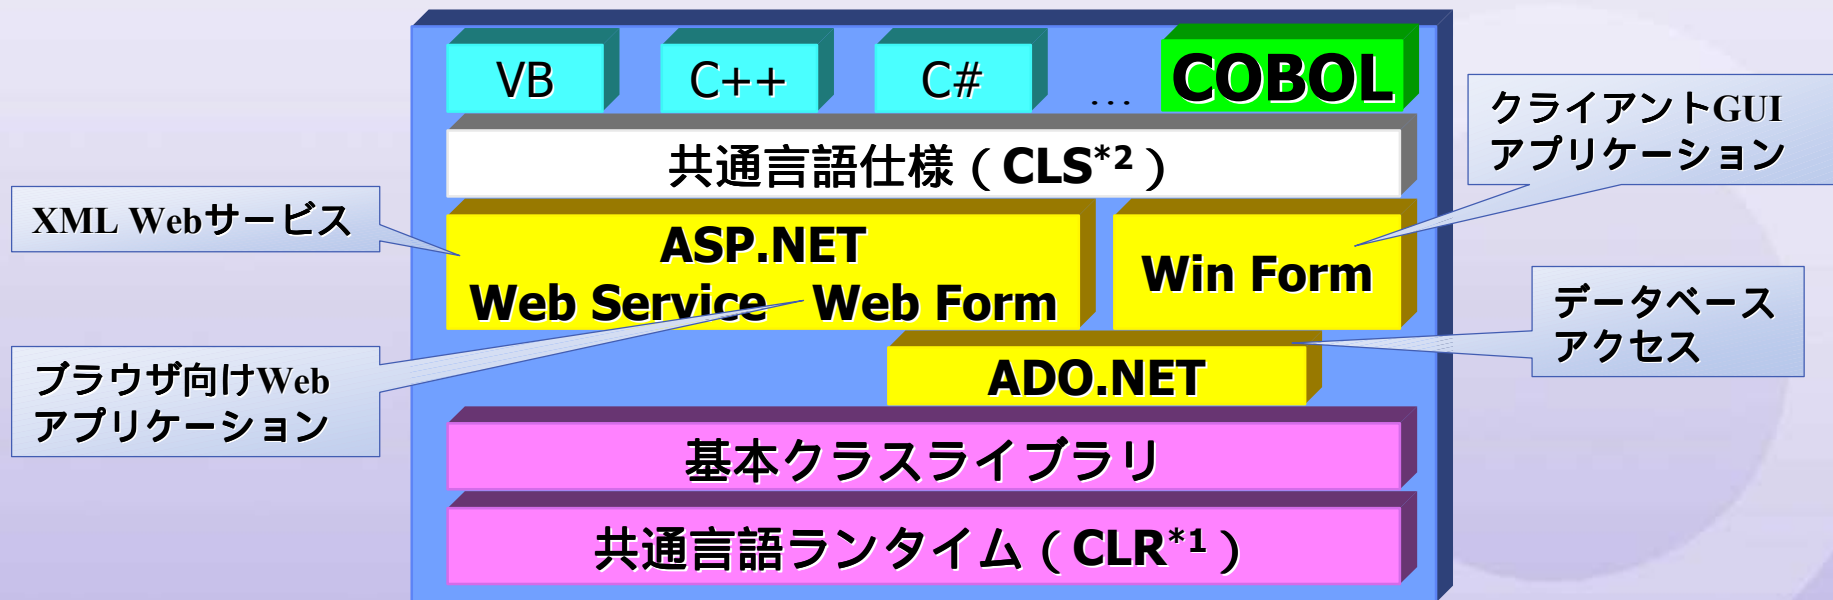 VB
C++
C#
...
COBOL
共通言語仕様（CLS*2）
クライアントGUI
アプリケーション
XML Webサービス
ASP.NET
Web Service Web Form
Win Form
データベース
アクセス
ブラウザ向けWeb
アプリケーション
ADO.NET
基本クラスライブラリ
共通言語ランタイム（CLR*1）